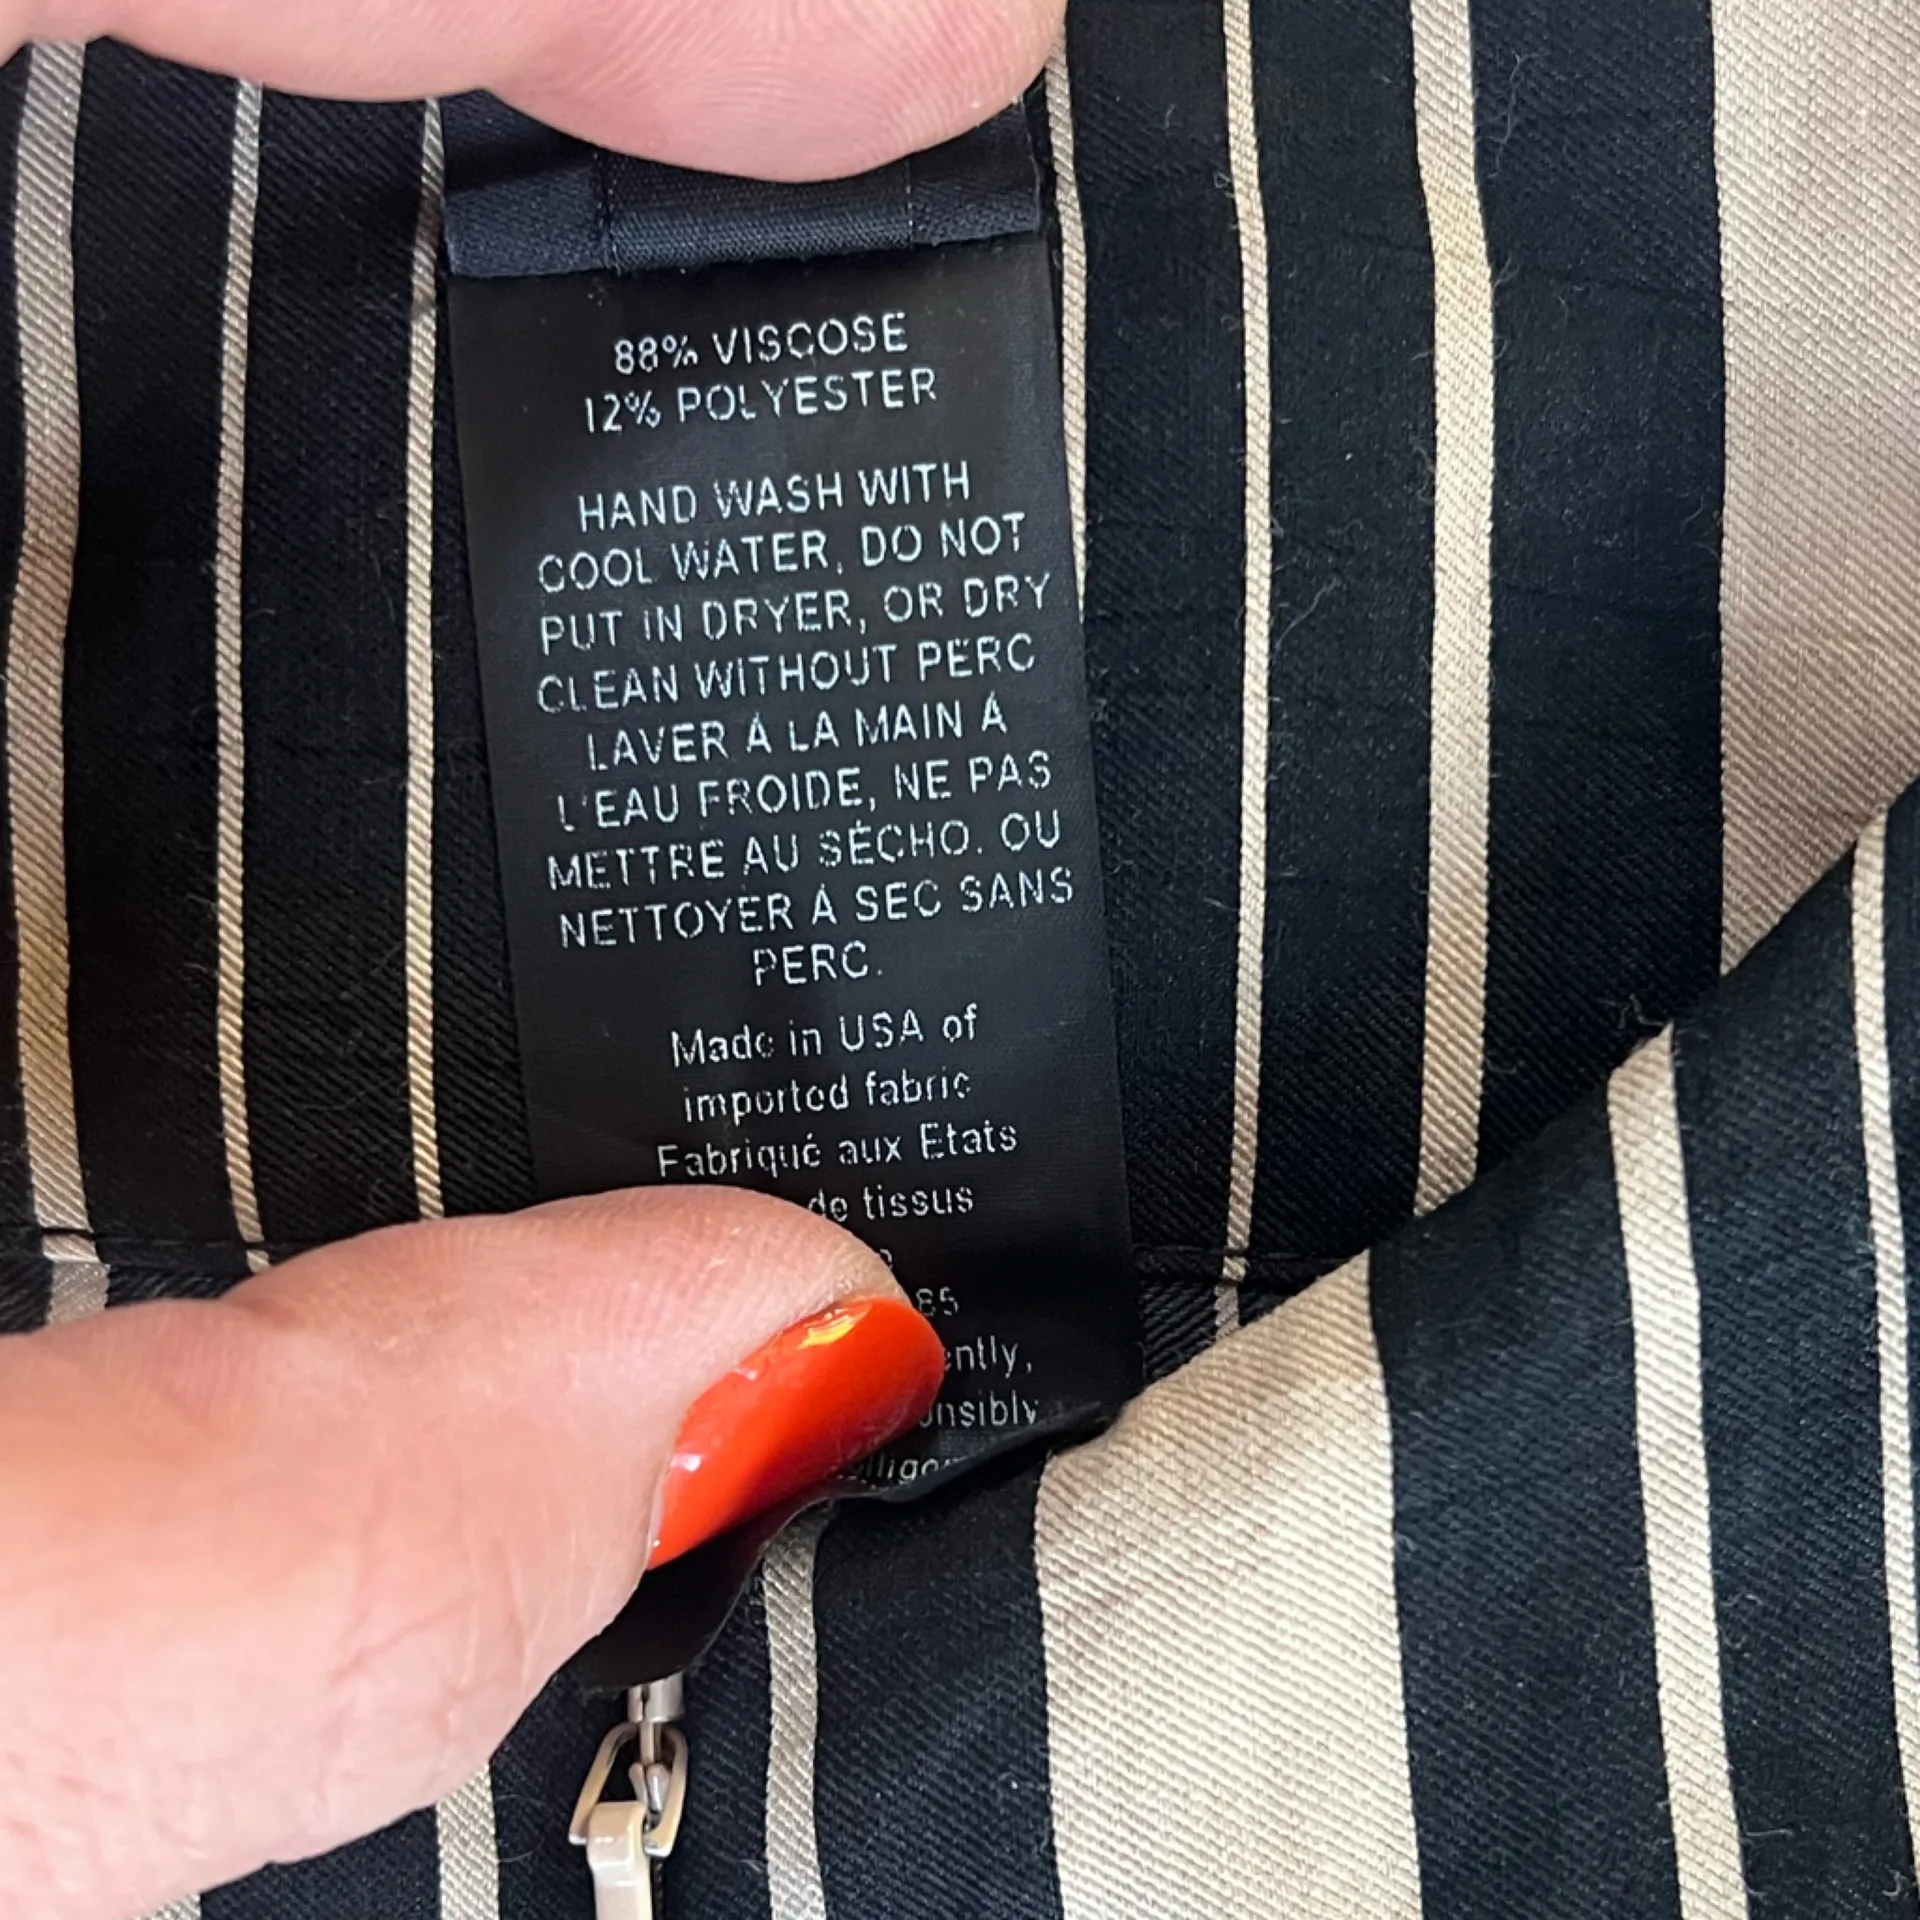 88% VISCOSE
12% POLYESTER
HAND WASH WITH
COOL WATER, DO NOT
PUT IN DRYER, OR DRY
CLEAN WITHOUT PERC
LAVER À LA MAIN À
L'EAU FROIDE, NE PAS
METTRE AU SÉCHO. OU
NETTOYER À SEC SANS
PERC.
Made in USA of
imported fabric
Fabriqué aux Etats
de tissus
85